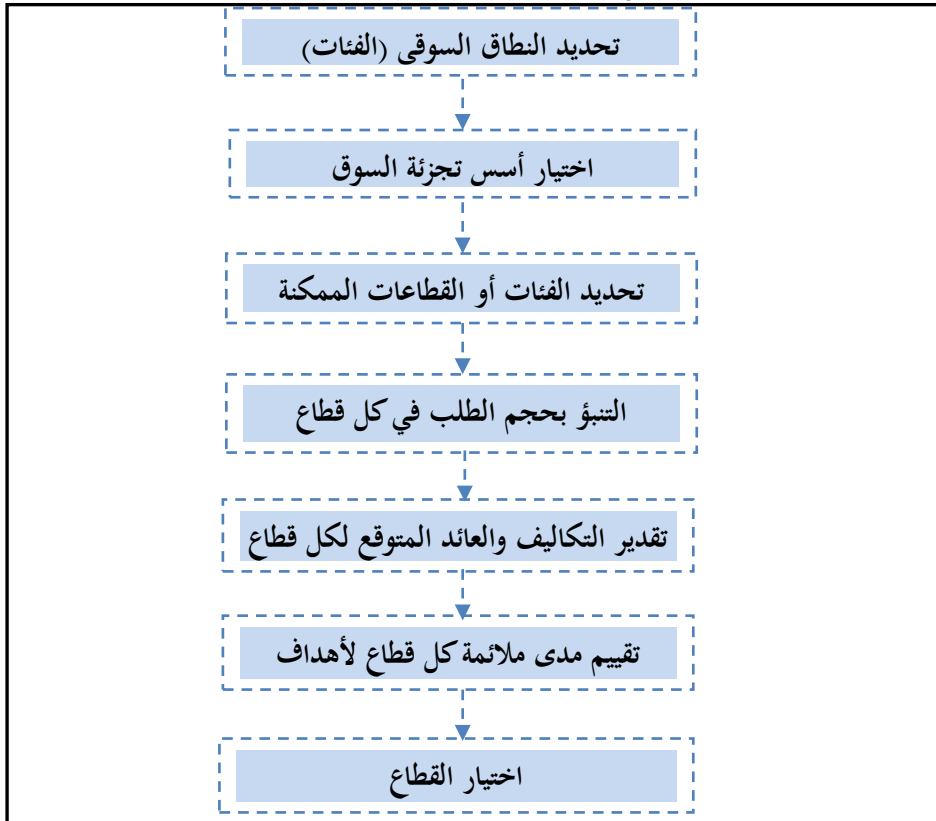 تحديد النطاق السوقى (الفئات)
اختيار أسس تجزئة السوق
تحديد الفئات أو القطاعات الممكنة
التنبؤ بحجم الطلب في كل قطاع
تقدير التكاليف والعائد المتوقع لكل قطاع
تقييم مدى ملائمة كل قطاع لأهداف
اختيار القطاع